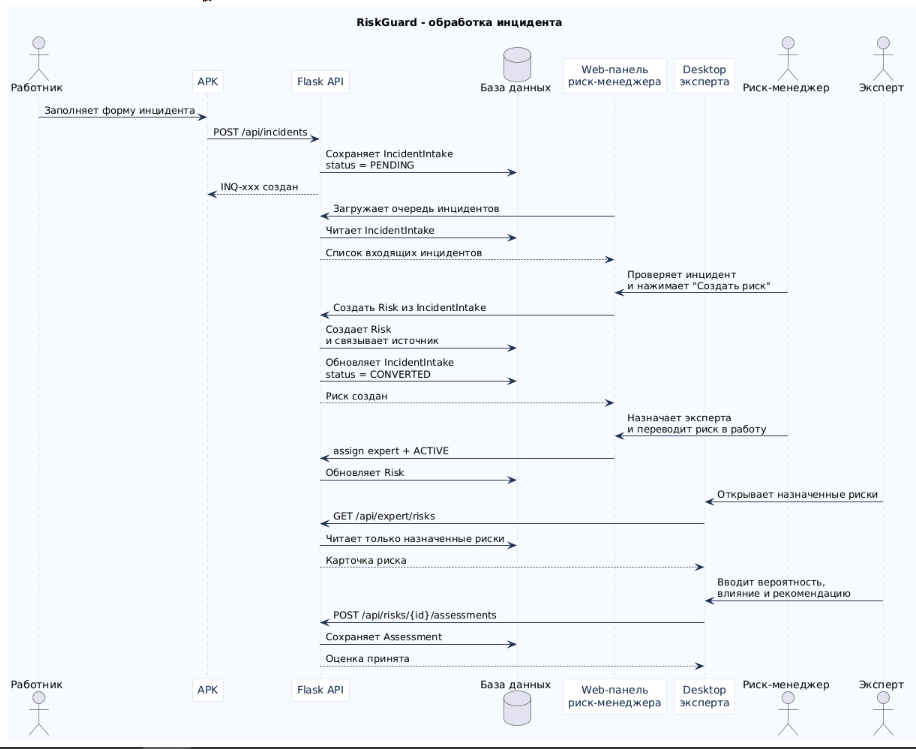 RiskGuard - обработка инцидента
Работник
APK
Flask API
База данных
Web-панель
риск-менеджера
Desktop
эксперта
Риск-менеджер
Эксперт
Заполняет форму инцидента
POST /api/incidents
Сохраняет IncidentIntake
status = PENDING
INQ-xxx создан
Загружает очередь инцидентов
Читает IncidentIntake
Список входящих инцидентов
Проверяет инцидент
и нажимает "Создать риск"
Создать Risk из IncidentIntake
Создает Risk
и связывает источник
Обновляет IncidentIntake
status = CONVERTED
Риск создан
Назначает эксперта
и переводит риск в работу
assign expert + ACTIVE
Обновляет Risk
Открывает назначенные риски
GET /api/expert/risks
Читает только назначенные риски
Карточка риска
Вводит вероятность,
влияние и рекомендацию
POST /api/risks/{id}/assessments
Сохраняет Assessment
Оценка принята
Работник
APK
Flask API
База данных
Web-панель
риск-менеджера
Desktop
эксперта
Риск-менеджер
Эксперт